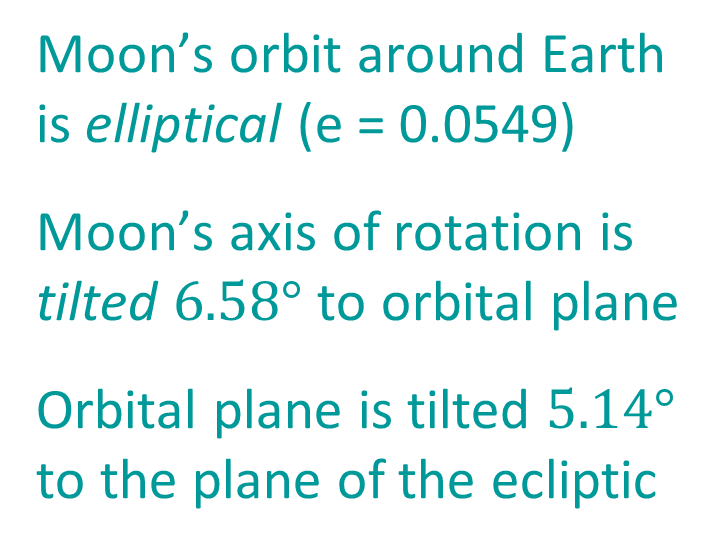 Moon’s orbit around Earth
is elliptical (e = 0.0549)
Moon’s axis of rotation is
tilted 6.58° to orbital plane
Orbital plane is tilted 5.14°
to the plane of the ecliptic